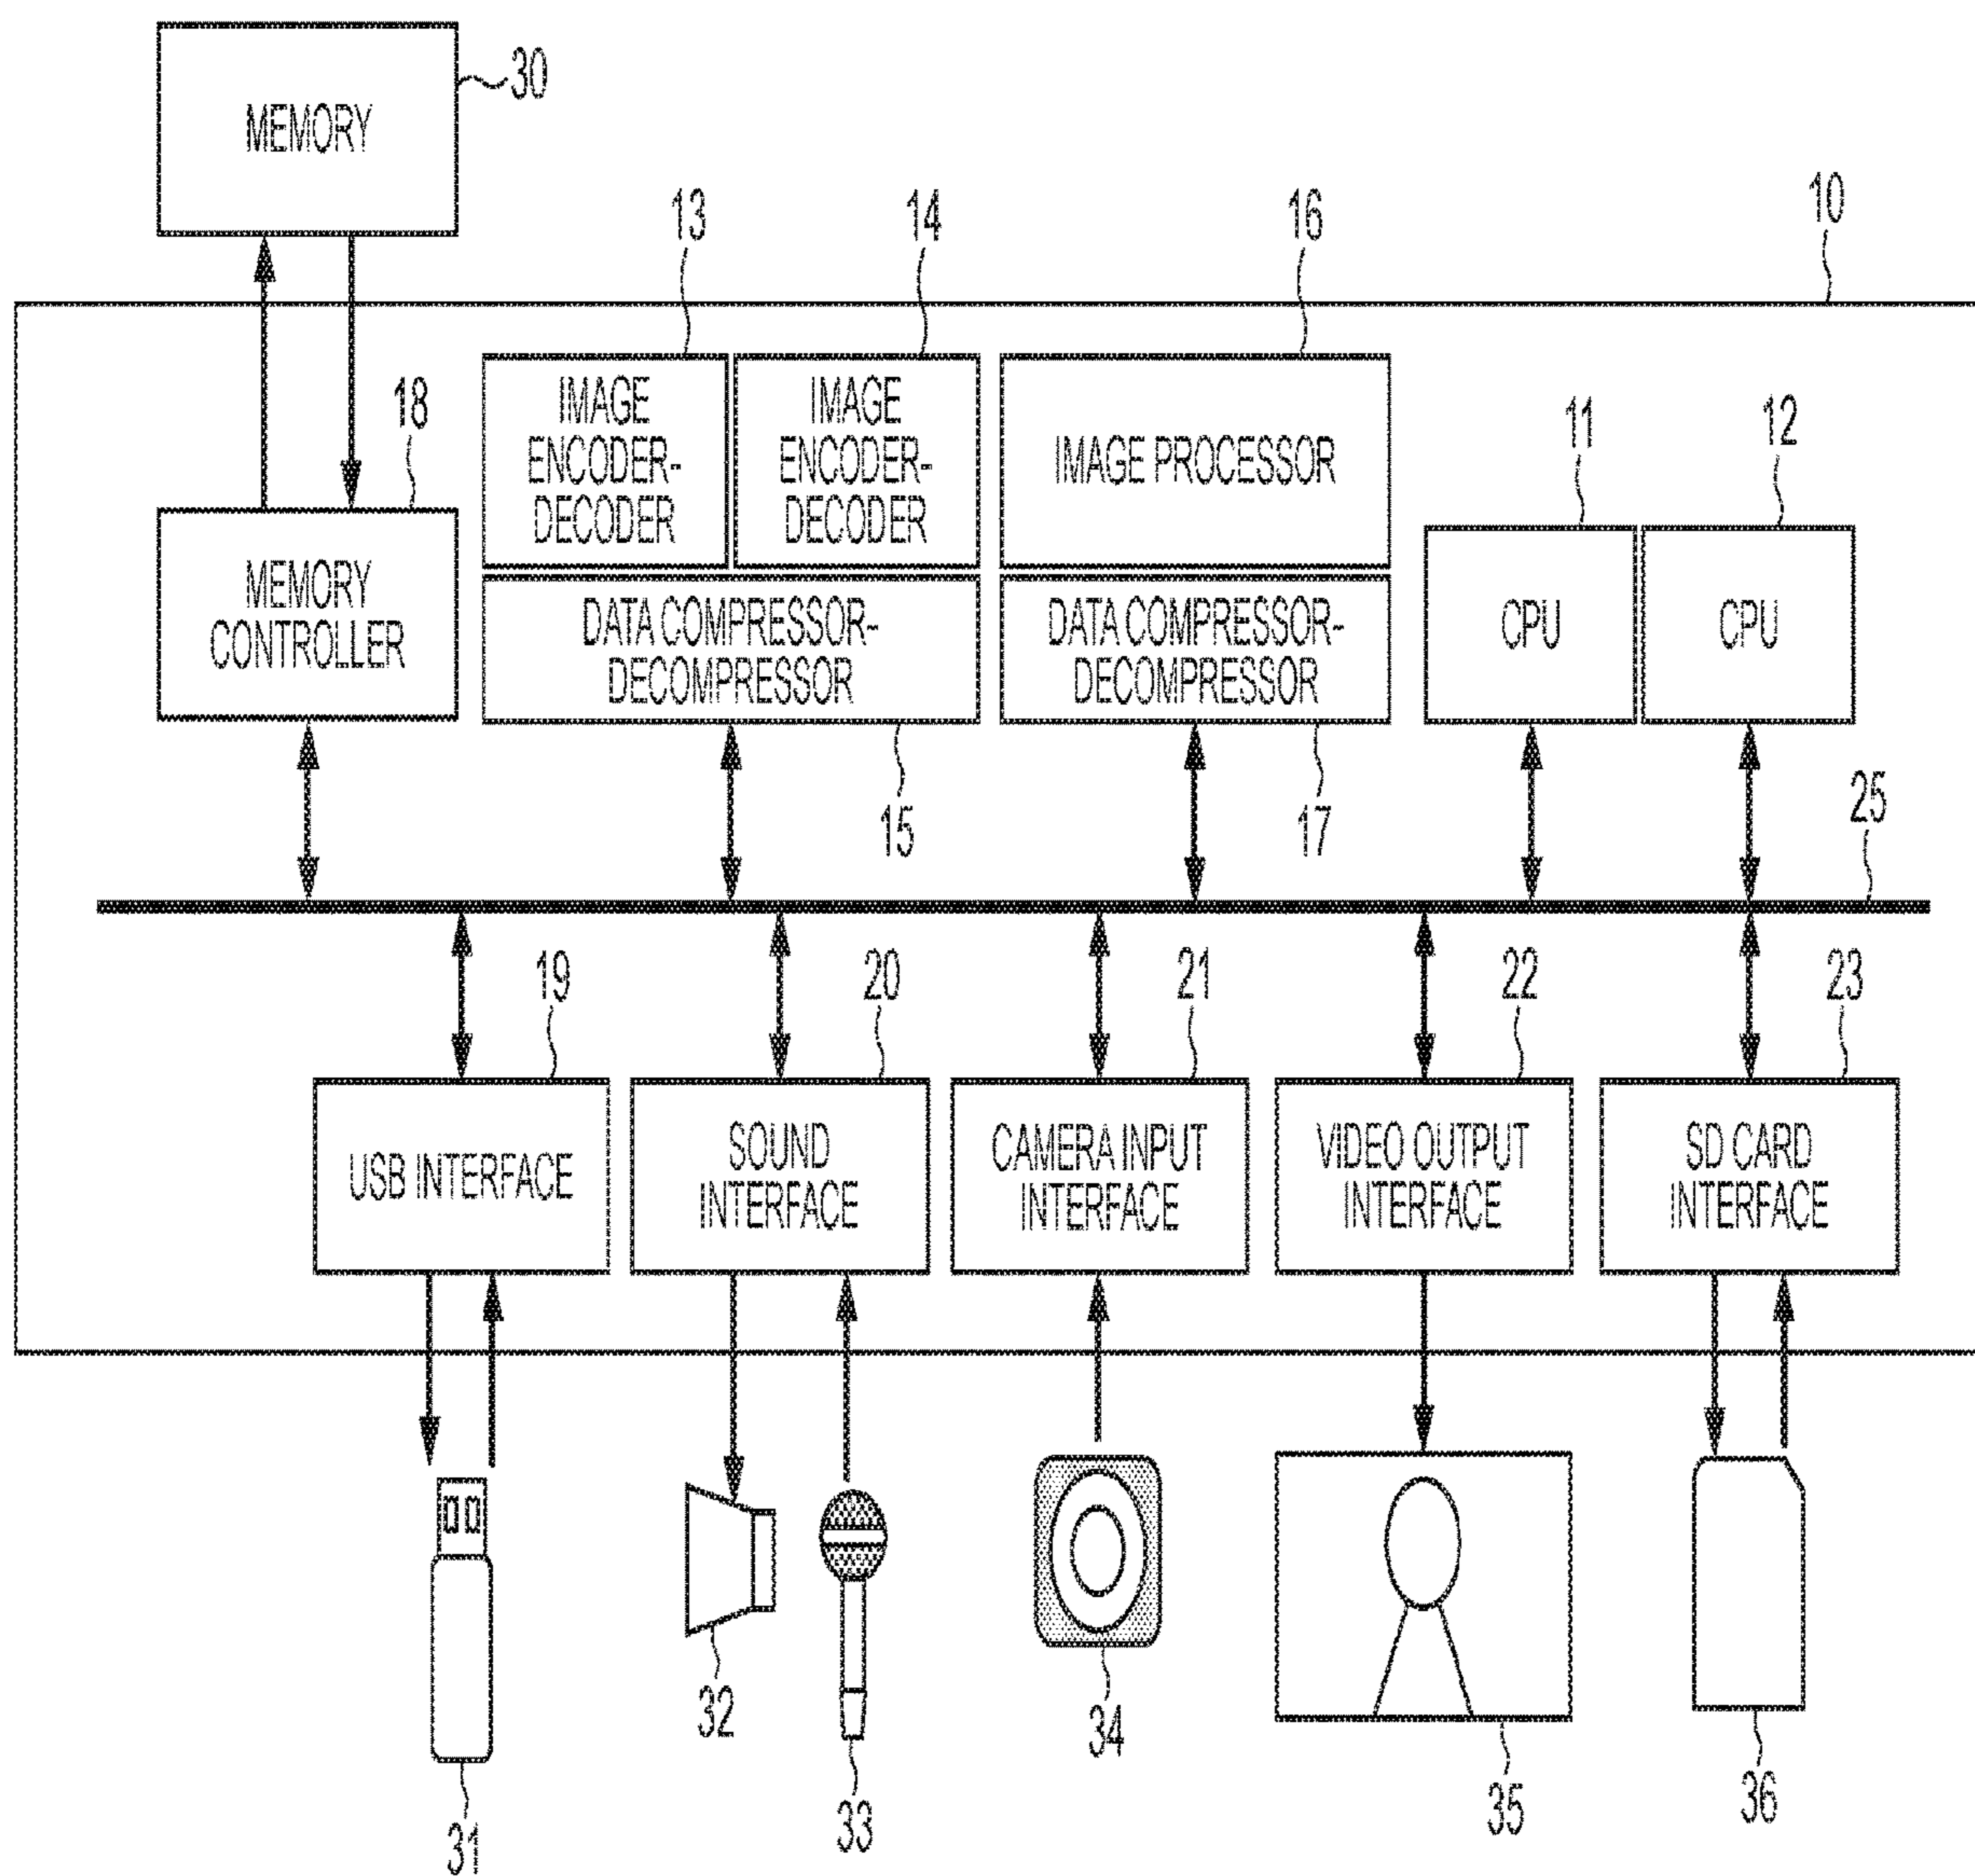 30
MEMORY
10
13
14
16
18
11
12
IMAGE
ENCODER-
DECODER
IMAGE
ENCODER-
DECODER
IMAGE PROCESSOR
MEMORY
CONTROLLER
DATA COMPRESSOR-
DECOMPRESSOR
DATA COMPRESSOR-
DECOMPRESSOR
CPU
CPU
15
17
25
19
20
21
22
23
USB INTERFACE
SOUND
INTERFACE
CAMERA INPUT
INTERFACE
VIDEO OUTPUT
INTERFACE
SD CARD
INTERFACE
31
32
33
34
35
36